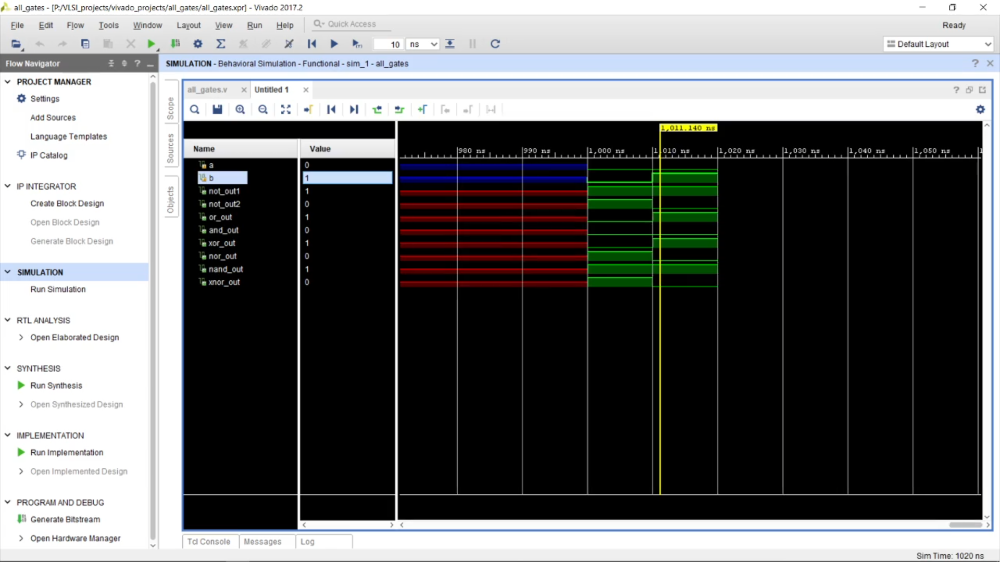 all_gates - [P:/VLSI_projects/vivado_projects/all_gates/all_gates.xpr] - Vivado 2017.2
File Edit Flow Tools Window Layout View Run Help Quick Access Ready
10 ns Default Layout
Flow Navigator
SIMULATION - Behavioral Simulation - Functional - sim_1 - all_gates
PROJECT MANAGER
Settings
Add Sources
Language Templates
IP Catalog
IP INTEGRATOR
Create Block Design
Open Block Design
Generate Block Design
SIMULATION
Run Simulation
RTL ANALYSIS
Open Elaborated Design
SYNTHESIS
Run Synthesis
Open Synthesized Design
IMPLEMENTATION
Run Implementation
Open Implemented Design
PROGRAM AND DEBUG
Generate Bitstream
Open Hardware Manager
Scope
Sources
Objects
all_gates.v Untitled 1
1,011.140 ns
Name Value
980 ns 990 ns 1,000 ns 1,010 ns 1,020 ns 1,030 ns 1,040 ns 1,050 ns
a 0
b 1
not_out1 1
not_out2 0
or_out 1
and_out 0
xor_out 1
nor_out 0
nand_out 1
xnor_out 0
Tcl Console Messages Log
Sim Time: 1020 ns